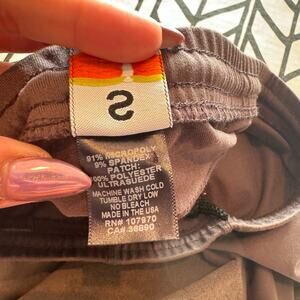 S
91% MICROPOLY
9% SPANDEX
PATCH:
100% POLYESTER
ULTRASUEDE
MACHINE WASH COLD
TUMBLE DRY LOW
NO BLEACH
MADE IN THE USA
RN# 107970
CA# 36890